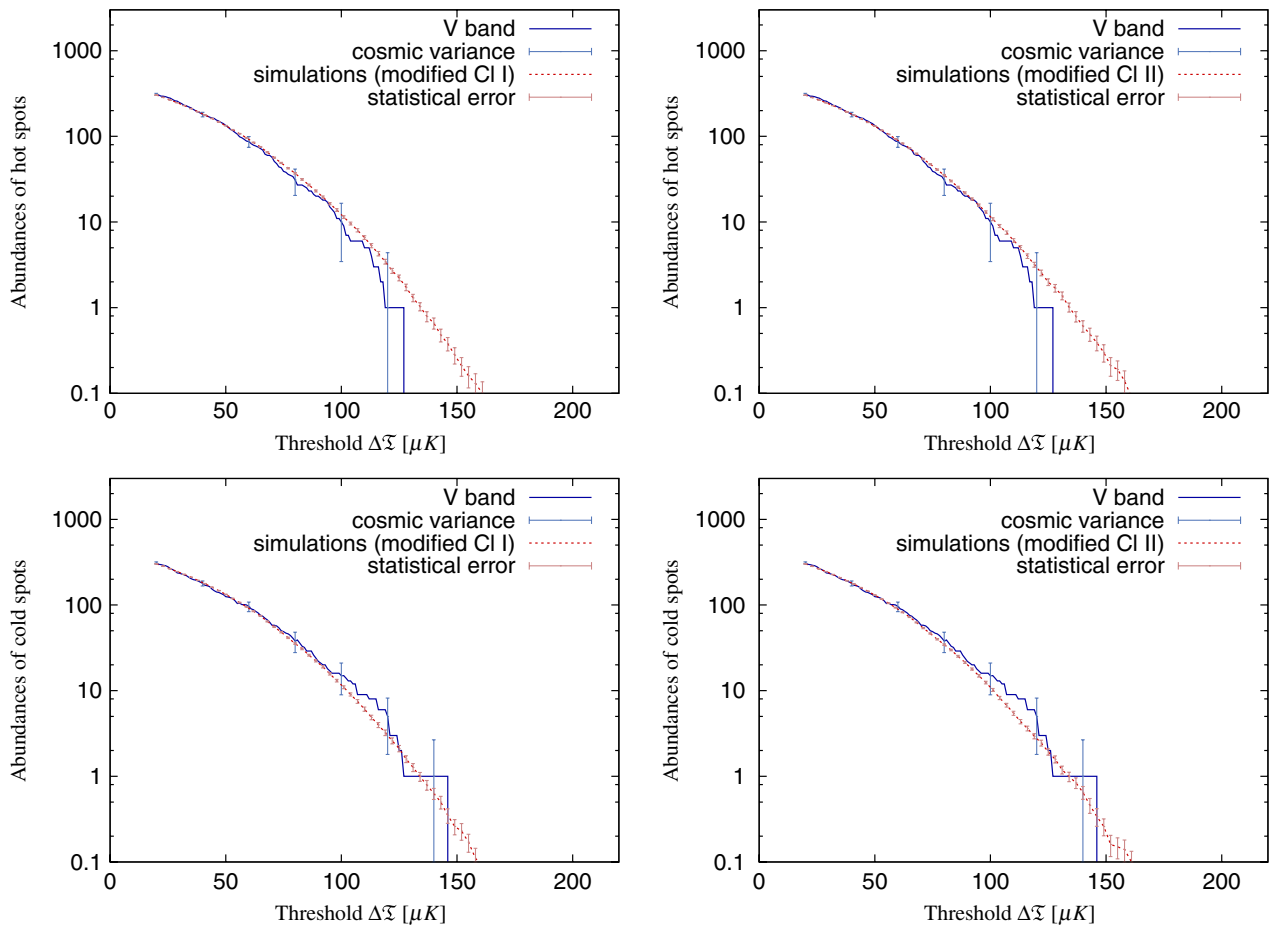 V band
cosmic variance
simulations (modified Cl I)
statistical error
1000
100
10
1
0.1
0
50
100
150
200
Abundances of hot spots
Threshold Δ𝔗 [μK]
V band
cosmic variance
simulations (modified Cl II)
statistical error
1000
100
10
1
0.1
0
50
100
150
200
Abundances of hot spots
Threshold Δ𝔗 [μK]
V band
cosmic variance
simulations (modified Cl I)
statistical error
1000
100
10
1
0.1
0
50
100
150
200
Abundances of cold spots
Threshold Δ𝔗 [μK]
V band
cosmic variance
simulations (modified Cl II)
statistical error
1000
100
10
1
0.1
0
50
100
150
200
Abundances of cold spots
Threshold Δ𝔗 [μK]